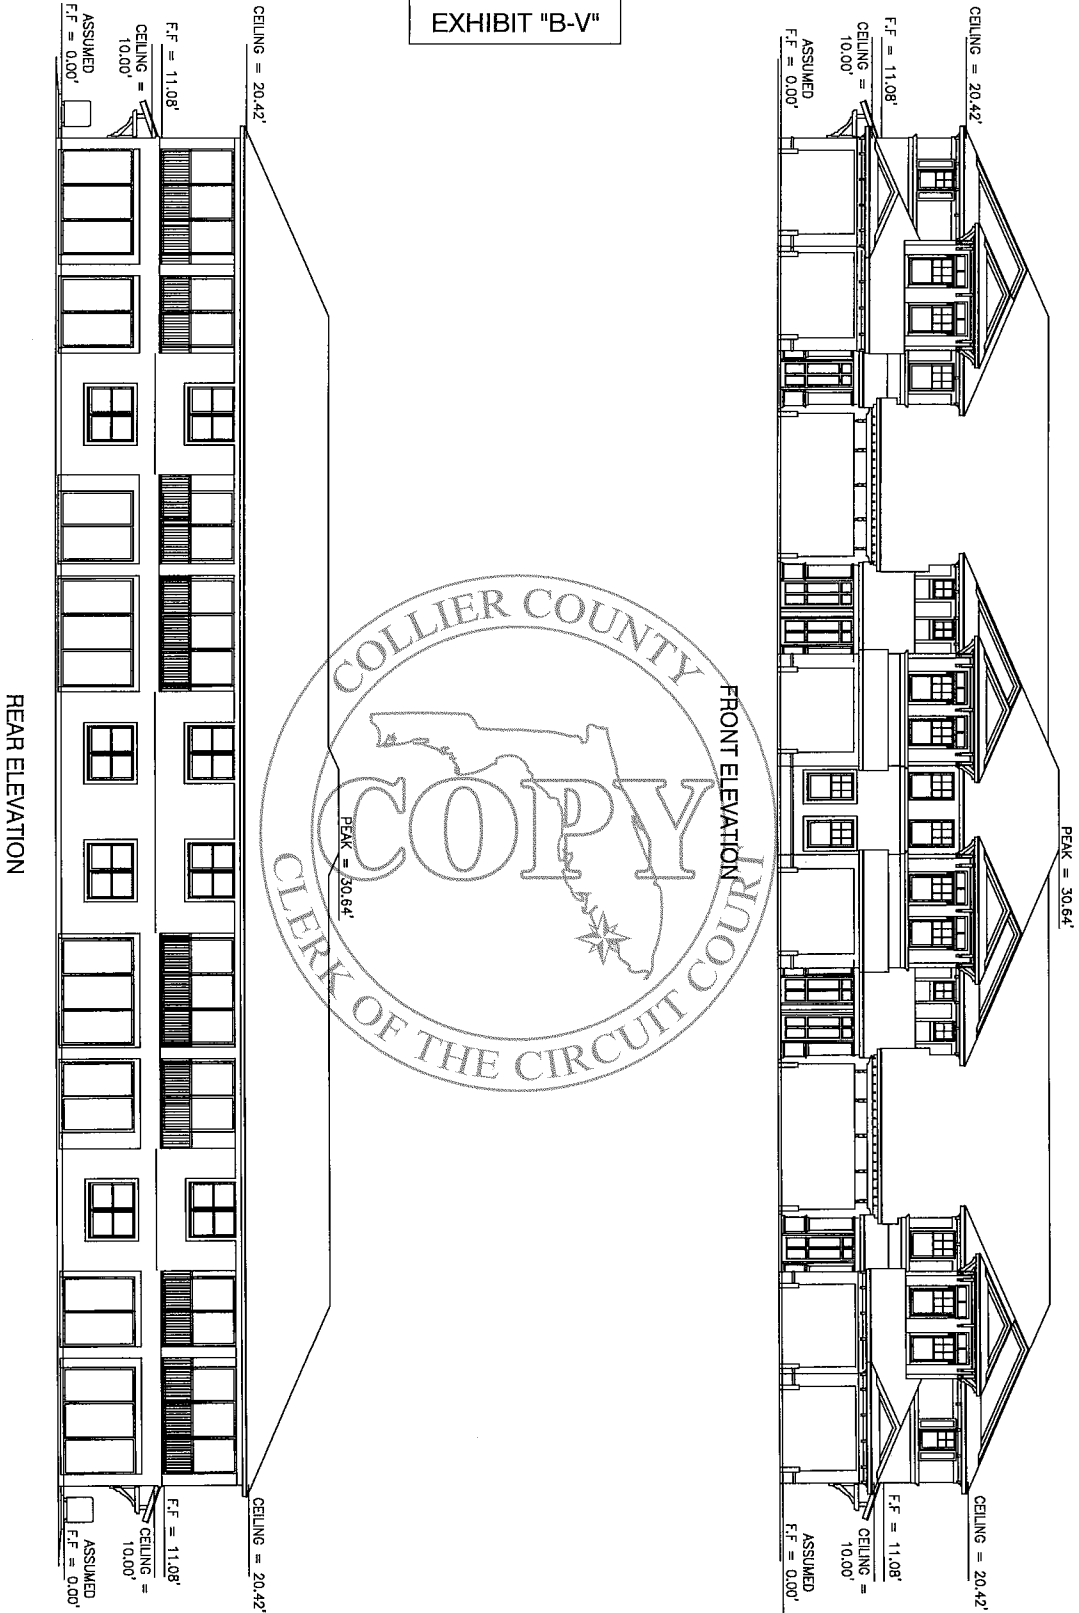 EXHIBIT "B-V"
CEILING = 20.42'
F.F = 11.08'
CEILING =
10.00'
ASSUMED
F.F = 0.00'
PEAK = 30.64'
CEILING = 20.42'
F.F = 11.08'
CEILING =
10.00'
ASSUMED
F.F = 0.00'
FRONT ELEVATION
CEILING = 20.42'
F.F = 11.08'
CEILING =
10.00'
ASSUMED
F.F = 0.00'
PEAK = 30.64'
CEILING = 20.42'
F.F = 11.08'
CEILING =
10.00'
ASSUMED
F.F = 0.00'
REAR ELEVATION
COLLIER COUNTY
COPY
CLERK OF THE CIRCUIT COURT